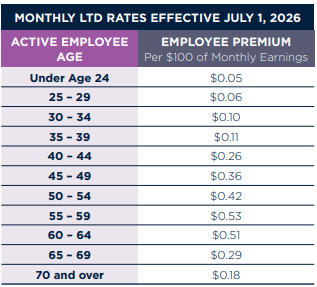 MONTHLY LTD RATES EFFECTIVE JULY 1, 2026
ACTIVE EMPLOYEE AGE EMPLOYEE PREMIUM Per $100 of Monthly Earnings
Under Age 24 $0.05
25 – 29 $0.06
30 – 34 $0.10
35 – 39 $0.11
40 – 44 $0.26
45 – 49 $0.36
50 – 54 $0.42
55 – 59 $0.53
60 – 64 $0.51
65 – 69 $0.29
70 and over $0.18